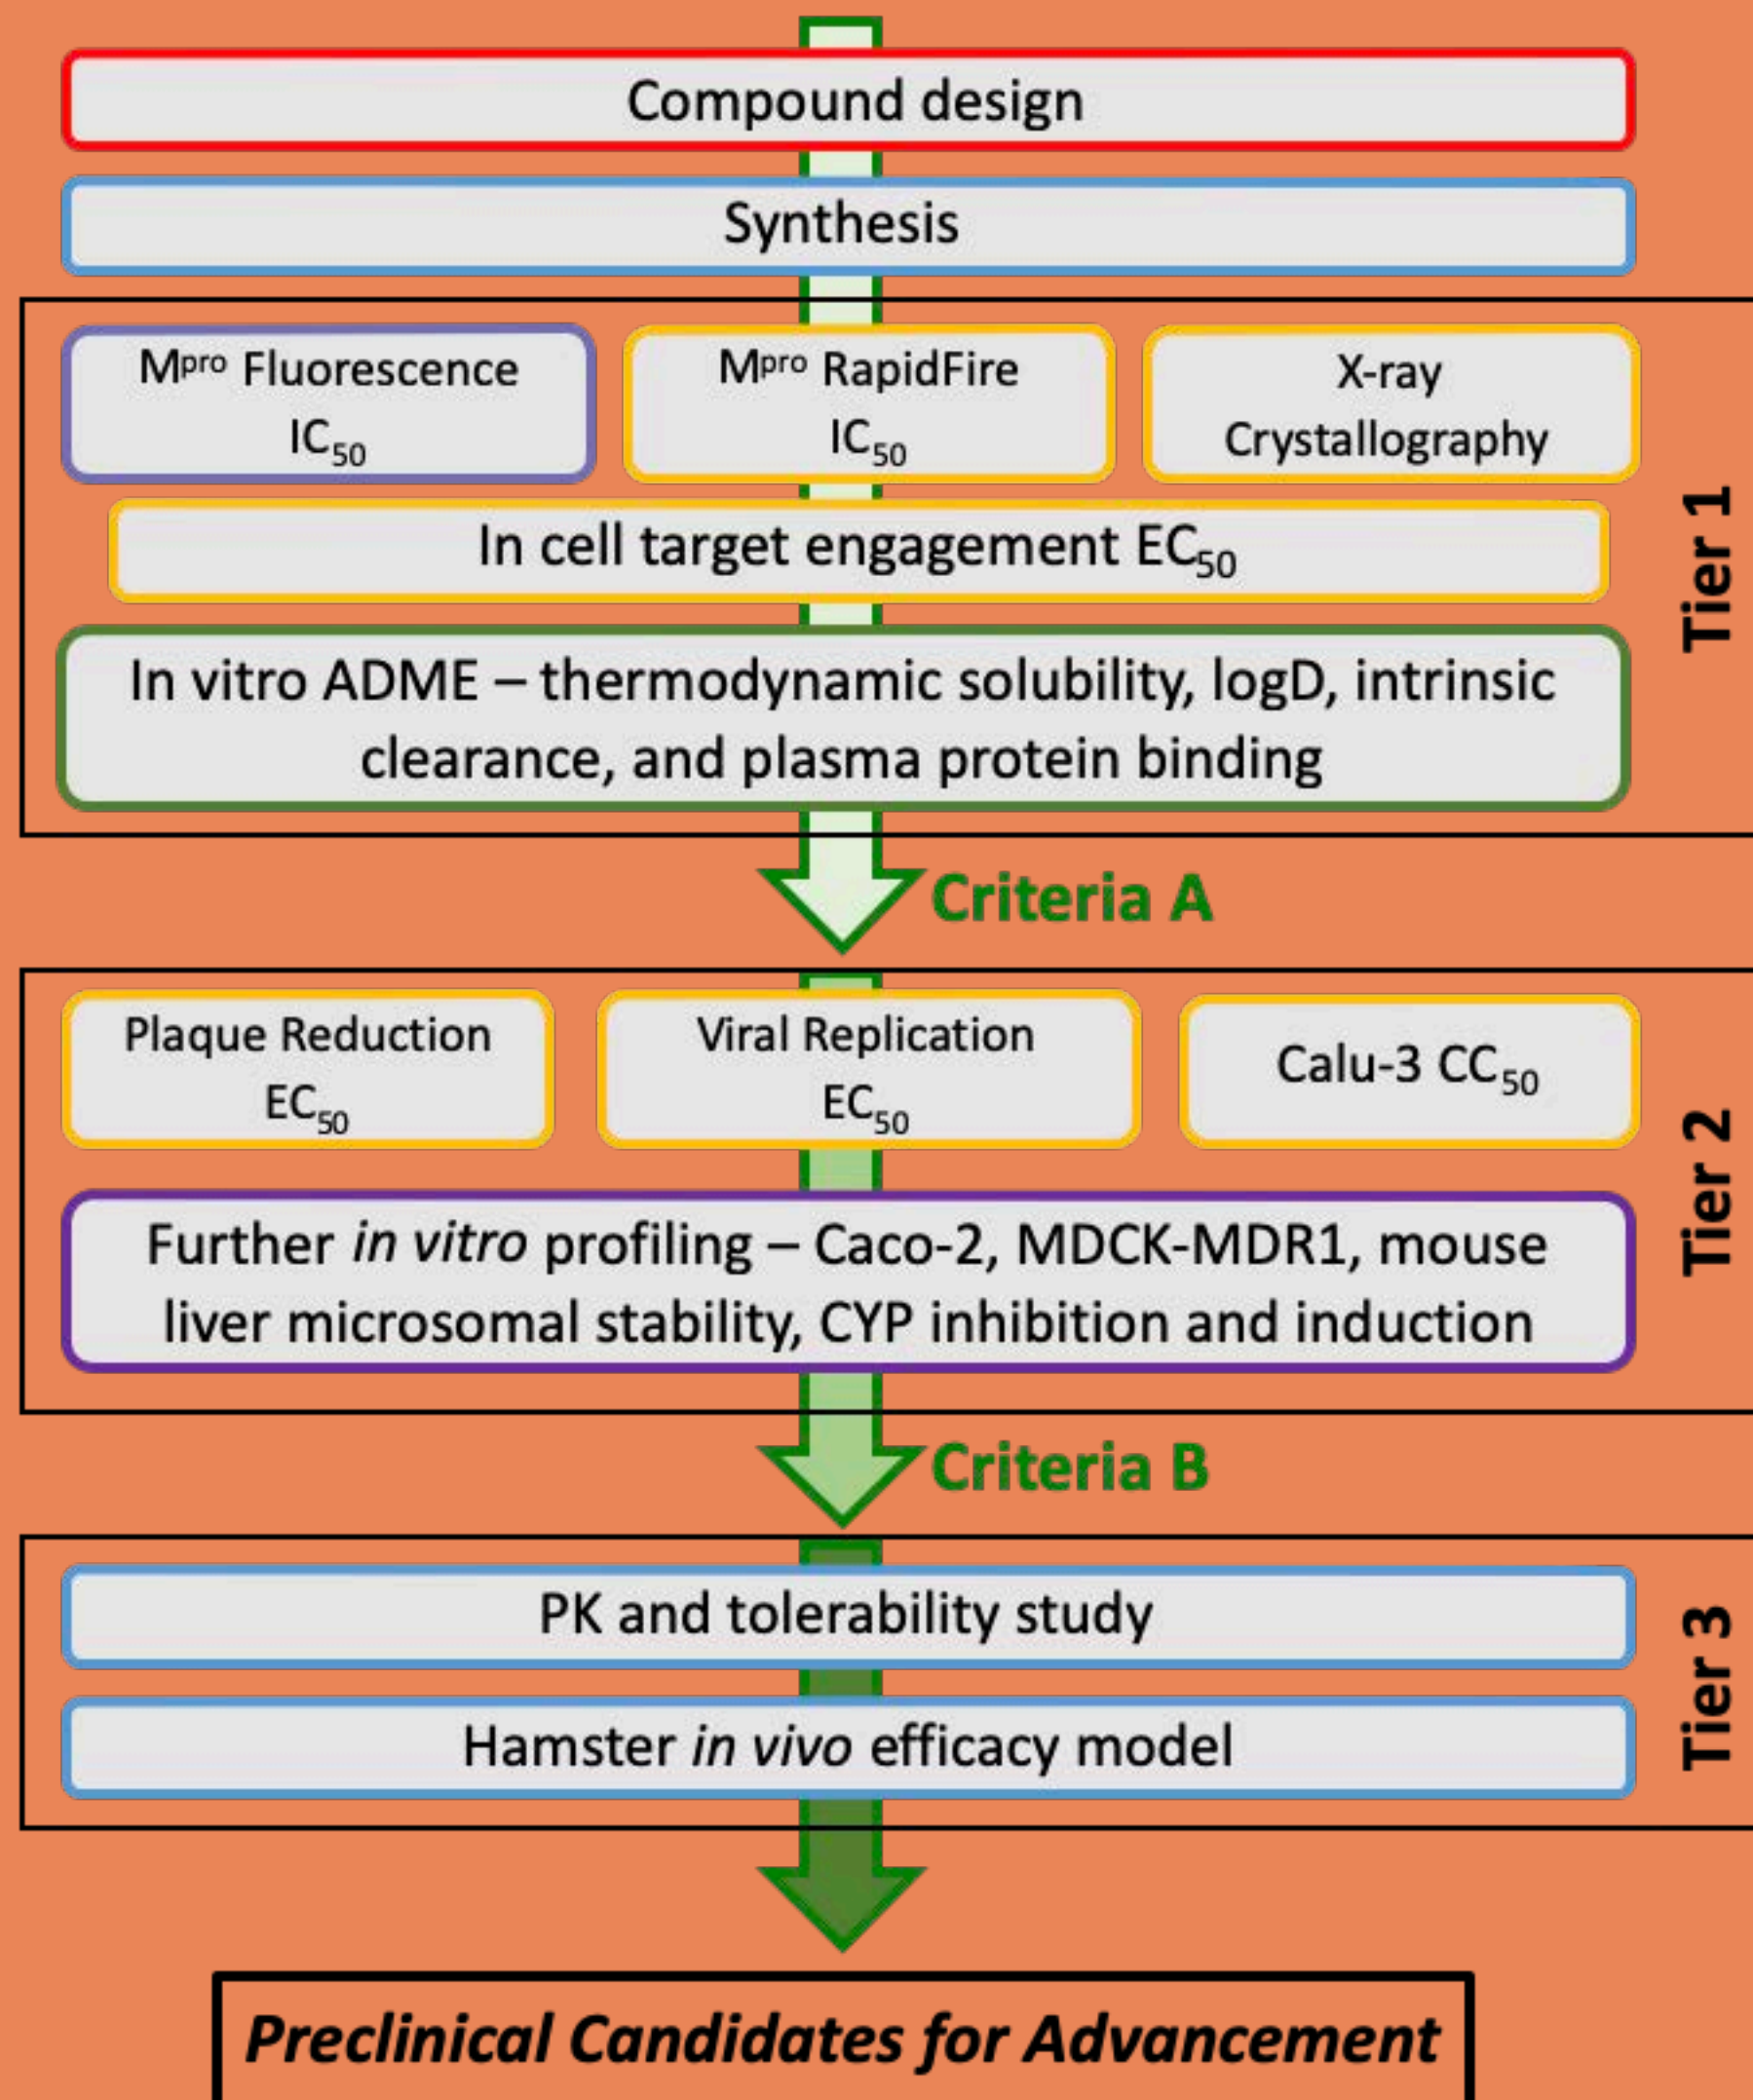 Compound design
Synthesis
Mᵖʳᵒ Fluorescence
IC₅₀
Mᵖʳᵒ RapidFire
IC₅₀
X-ray
Crystallography
In cell target engagement EC₅₀
In vitro ADME – thermodynamic solubility, logD, intrinsic
clearance, and plasma protein binding
Tier 1
Criteria A
Plaque Reduction
EC₅₀
Viral Replication
EC₅₀
Calu-3 CC₅₀
Further in vitro profiling – Caco-2, MDCK-MDR1, mouse
liver microsomal stability, CYP inhibition and induction
Tier 2
Criteria B
PK and tolerability study
Hamster in vivo efficacy model
Tier 3
Preclinical Candidates for Advancement